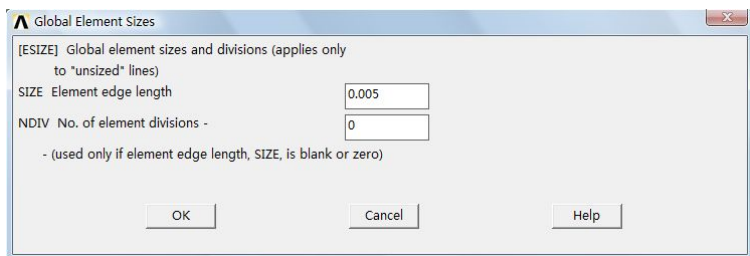 Global Element Sizes
[ESIZE] Global element sizes and divisions (applies only
to "unsized" lines)
SIZE Element edge length
0.005
NDIV No. of element divisions -
0
- (used only if element edge length, SIZE, is blank or zero)
OK
Cancel
Help